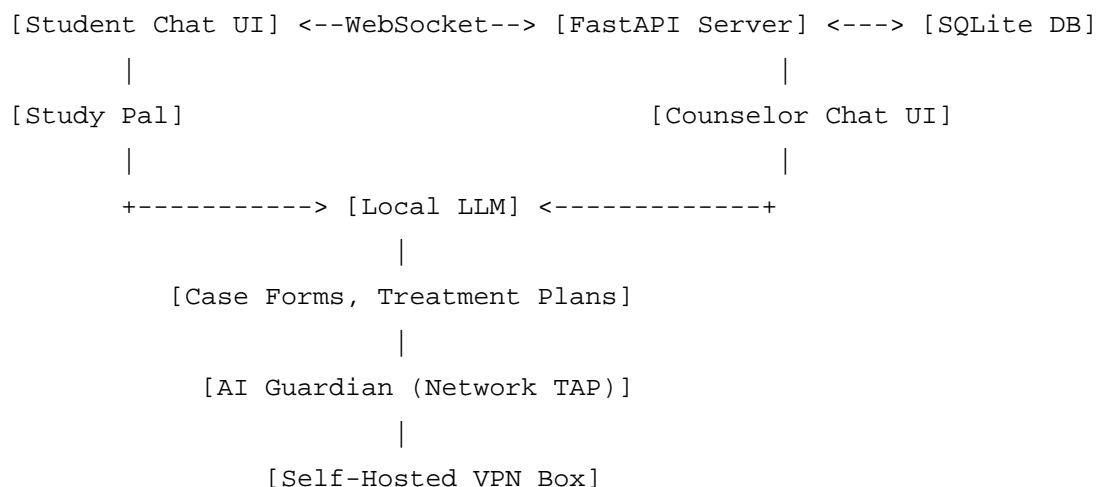 [Student Chat UI] <--WebSocket--> [FastAPI Server] <---> [SQLite DB]
| |
[Study Pal] [Counselor Chat UI]
| |
+-----------> [Local LLM] <-------------+
|
[Case Forms, Treatment Plans]
|
[AI Guardian (Network TAP)]
|
[Self-Hosted VPN Box]